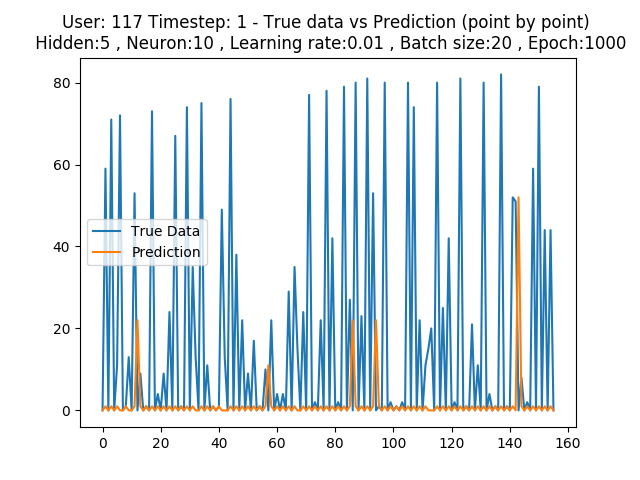 User: 117 Timestep: 1 - True data vs Prediction (point by point)
Hidden:5 , Neuron:10 , Learning rate:0.01 , Batch size:20 , Epoch:1000
80
60
40
20
0
True Data
Prediction
0 20 40 60 80 100 120 140 160